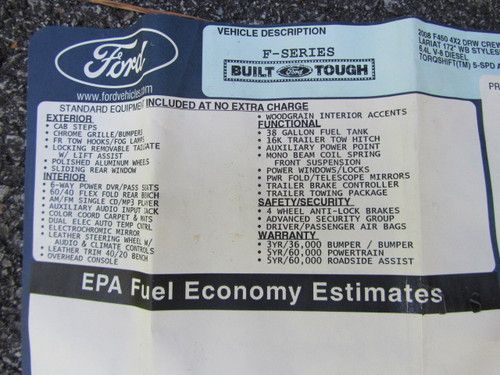 Ford
www.fordvehicles.com
VEHICLE DESCRIPTION
F-SERIES
BUILT Ford TOUGH
2008 F450 4X2 DRW CREW
LARIAT 172" WB STYLESI
6.4L V-8 DIESEL
TORQSHIFT(TM) 5-SPD A
PR
STANDARD EQUIPMENT INCLUDED AT NO EXTRA CHARGE
EXTERIOR
• CAB STEPS
• CHROME GRILLE/BUMPERS
• FR TOW HOOKS/FOG LAMPS
• LOCKING REMOVABLE TAILGATE
W/ LIFT ASSIST
• POLISHED ALUMINUM WHEELS
• SLIDING REAR WINDOW
INTERIOR
• 6-WAY POWER DVR/PASS SEATS
• 60/40 FLEX FOLD REAR BENCH
• AM/FM SINGLE CD/MP3 PLAYER
• AUXILIARY AUDIO INPUT JACK
• COLOR COORD CARPET & MATS
• DUAL ELEC AUTO TEMP CNTRL
• ELECTROCHROMIC MIRROR
• LEATHER STEERING WHEEL W/
AUDIO & CLIMATE CONTROLS
• LEATHER TRIM 40/20 BENCH
• OVERHEAD CONSOLE
• WOODGRAIN INTERIOR ACCENTS
FUNCTIONAL
• 38 GALLON FUEL TANK
• 16K TRAILER TOW HITCH
• AUXILIARY POWER POINT
• MONO BEAM COIL SPRING
FRONT SUSPENSION
• POWER WINDOWS/LOCKS
• PWR FOLD/TELESCOPE MIRRORS
• TRAILER BRAKE CONTROLLER
• TRAILER TOWING PACKAGE
SAFETY/SECURITY
• 4 WHEEL ANTI-LOCK BRAKES
• ADVANCED SECURITY GROUP
• DRIVER/PASSENGER AIR BAGS
WARRANTY
• 3YR/36,000 BUMPER / BUMPER
• 5YR/60,000 POWERTRAIN
• 5YR/60,000 ROADSIDE ASSIST
EPA Fuel Economy Estimates